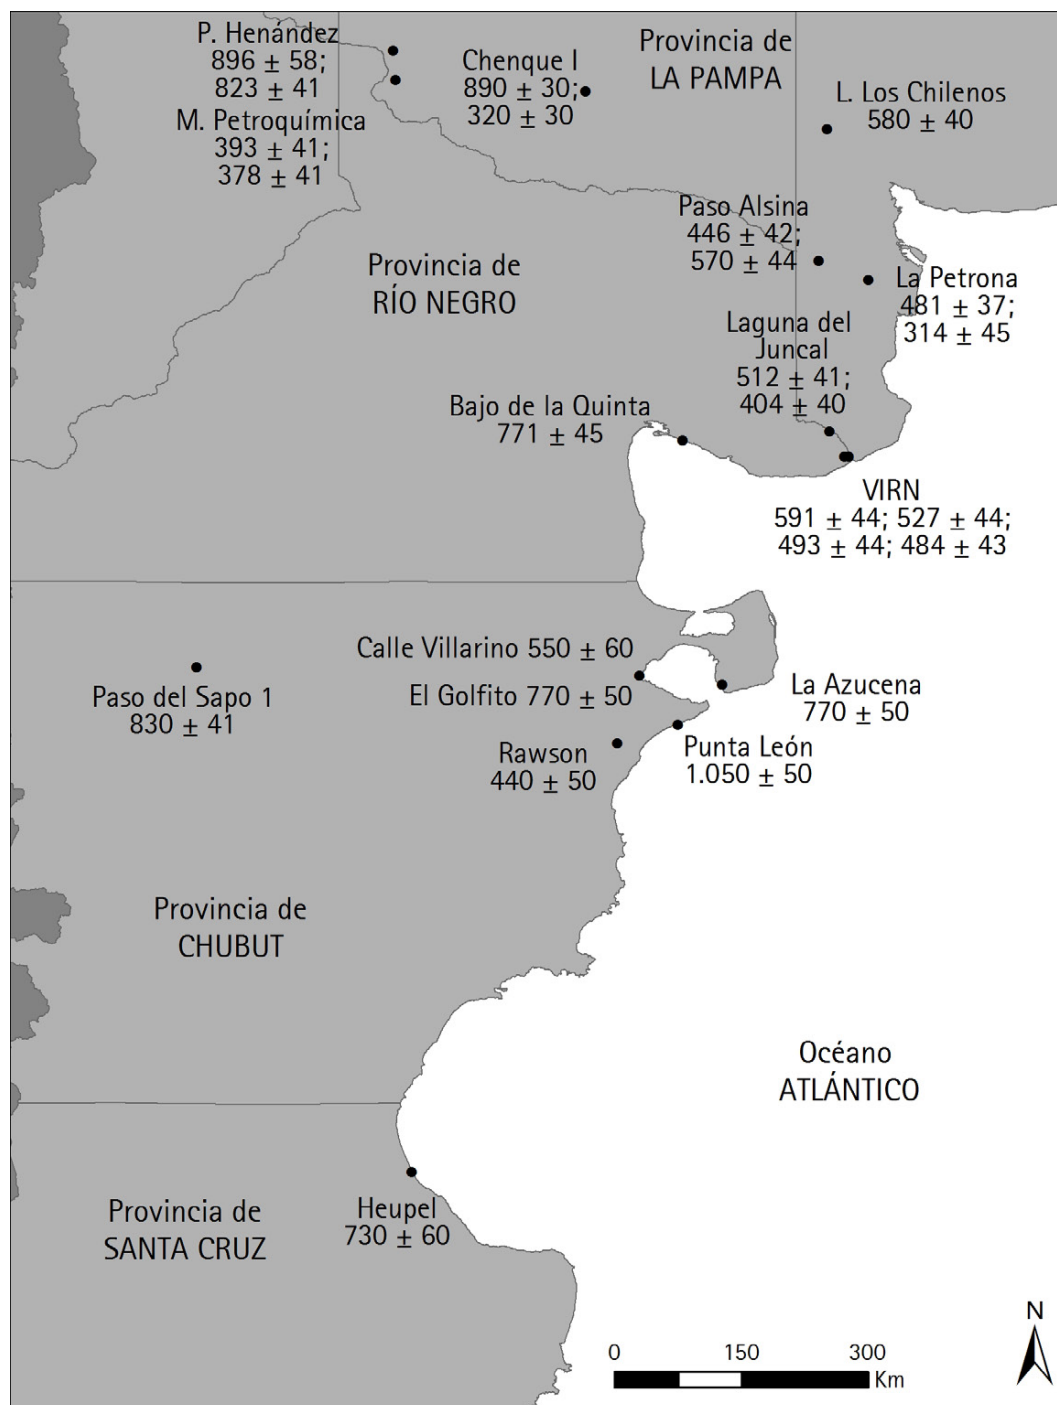 P. Henández
896 ± 58;
823 ± 41
M. Petroquímica
393 ± 41;
378 ± 41
Chenque I
890 ± 30;
320 ± 30
Provincia de
LA PAMPA
L. Los Chilenos
580 ± 40
Paso Alsina
446 ± 42;
570 ± 44
La Petrona
481 ± 37;
314 ± 45
Provincia de
RÍO NEGRO
Laguna del
Juncal
512 ± 41;
404 ± 40
Bajo de la Quinta
771 ± 45
VIRN
591 ± 44; 527 ± 44;
493 ± 44; 484 ± 43
Calle Villarino 550 ± 60
El Golfito 770 ± 50
La Azucena
770 ± 50
Paso del Sapo 1
830 ± 41
Rawson
440 ± 50
Punta León
1.050 ± 50
Provincia de
CHUBUT
Océano
ATLÁNTICO
Heupel
730 ± 60
Provincia de
SANTA CRUZ
N
0 150 300
Km